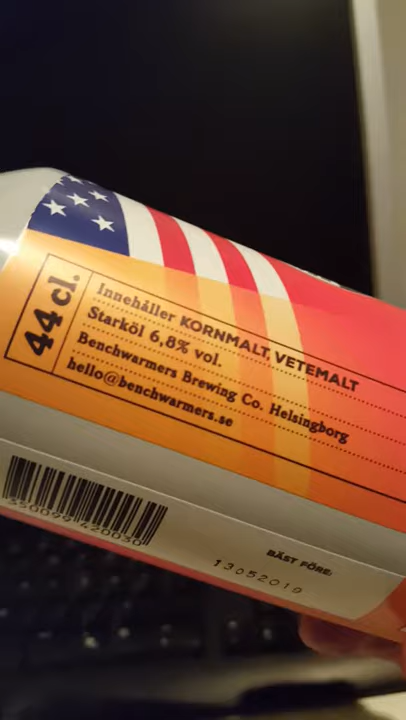 44 cl.
Innehåller KORNMALT, VETEMALT
Starköl 6,8% vol.
Benchwarmers Brewing Co. Helsingborg
hello@benchwarmers.se
BÄST FÖRE:
13052019